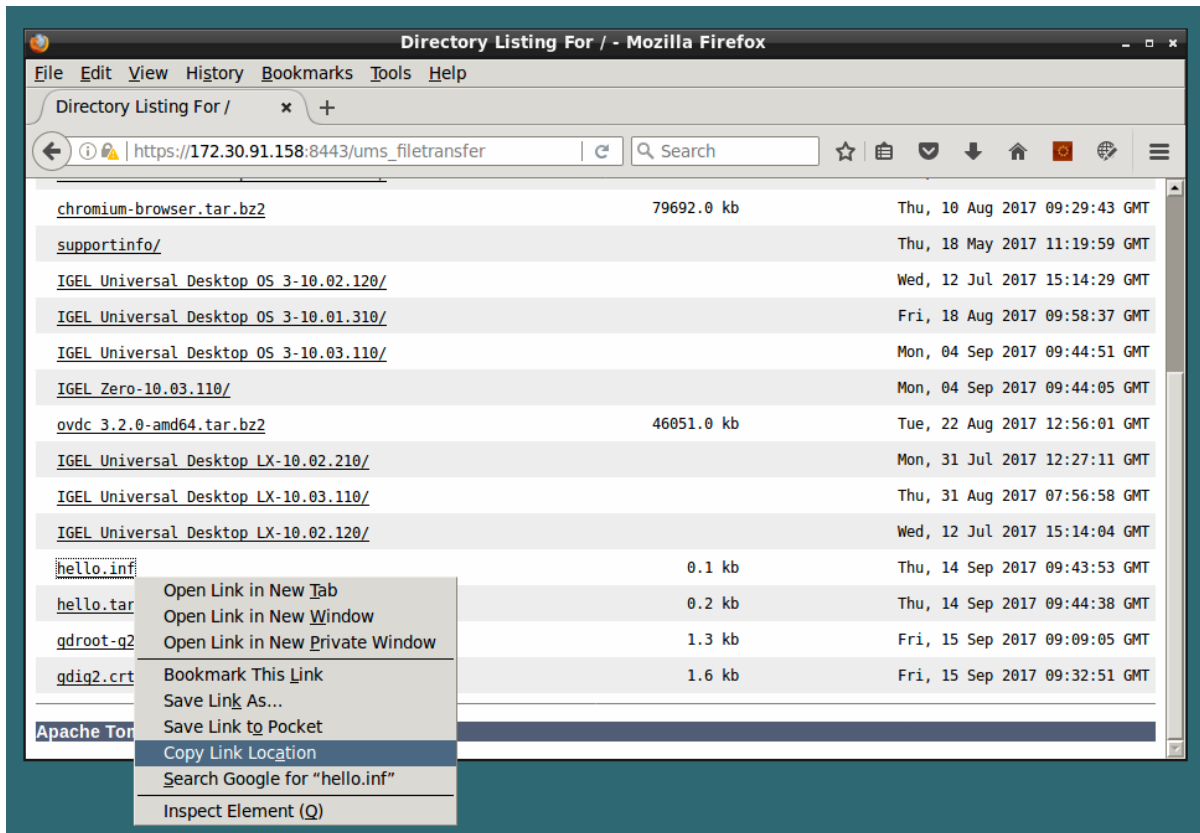 Directory Listing For / - Mozilla Firefox
File Edit View History Bookmarks Tools Help
Directory Listing For /
https://172.30.91.158:8443/ums_filetransfer Search
chromium-browser.tar.bz2 79692.0 kb Thu, 10 Aug 2017 09:29:43 GMT
supportinfo/ Thu, 18 May 2017 11:19:59 GMT
IGEL Universal Desktop OS 3-10.02.120/ Wed, 12 Jul 2017 15:14:29 GMT
IGEL Universal Desktop OS 3-10.01.310/ Fri, 18 Aug 2017 09:58:37 GMT
IGEL Universal Desktop OS 3-10.03.110/ Mon, 04 Sep 2017 09:44:51 GMT
IGEL Zero-10.03.110/ Mon, 04 Sep 2017 09:44:05 GMT
ovdc 3.2.0-amd64.tar.bz2 46051.0 kb Tue, 22 Aug 2017 12:56:01 GMT
IGEL Universal Desktop LX-10.02.210/ Mon, 31 Jul 2017 12:27:11 GMT
IGEL Universal Desktop LX-10.03.110/ Thu, 31 Aug 2017 07:56:58 GMT
IGEL Universal Desktop LX-10.02.120/ Wed, 12 Jul 2017 15:14:04 GMT
hello.inf 0.1 kb Thu, 14 Sep 2017 09:43:53 GMT
hello.tar 0.2 kb Thu, 14 Sep 2017 09:44:38 GMT
gdroot-g2 1.3 kb Fri, 15 Sep 2017 09:09:05 GMT
gdig2.crt 1.6 kb Fri, 15 Sep 2017 09:32:51 GMT
Apache Tom
Open Link in New Tab
Open Link in New Window
Open Link in New Private Window
Bookmark This Link
Save Link As...
Save Link to Pocket
Copy Link Location
Search Google for “hello.inf”
Inspect Element (Q)